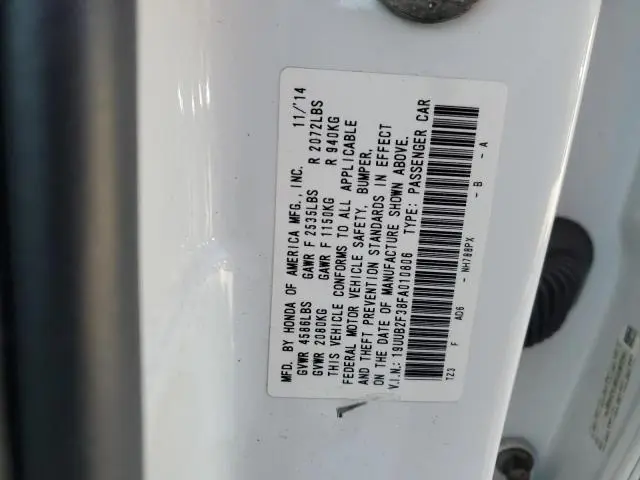 MFD. BY HONDA OF AMERICA MFG., INC. 11/'14
GVWR 4586LBS GAWR F 2535LBS R 2072LBS
GVWR 2080KG GAWR F 1150KG R 940KG
THIS VEHICLE CONFORMS TO ALL APPLICABLE
FEDERAL MOTOR VEHICLE SAFETY, BUMPER,
AND THEFT PREVENTION STANDARDS IN EFFECT
ON THE DATE OF MANUFACTURE SHOWN ABOVE.
V.I.N.: 19UUB2F38FA010806 TYPE: PASSENGER CAR
TZ3 F AD6 - NH788PX - B - A